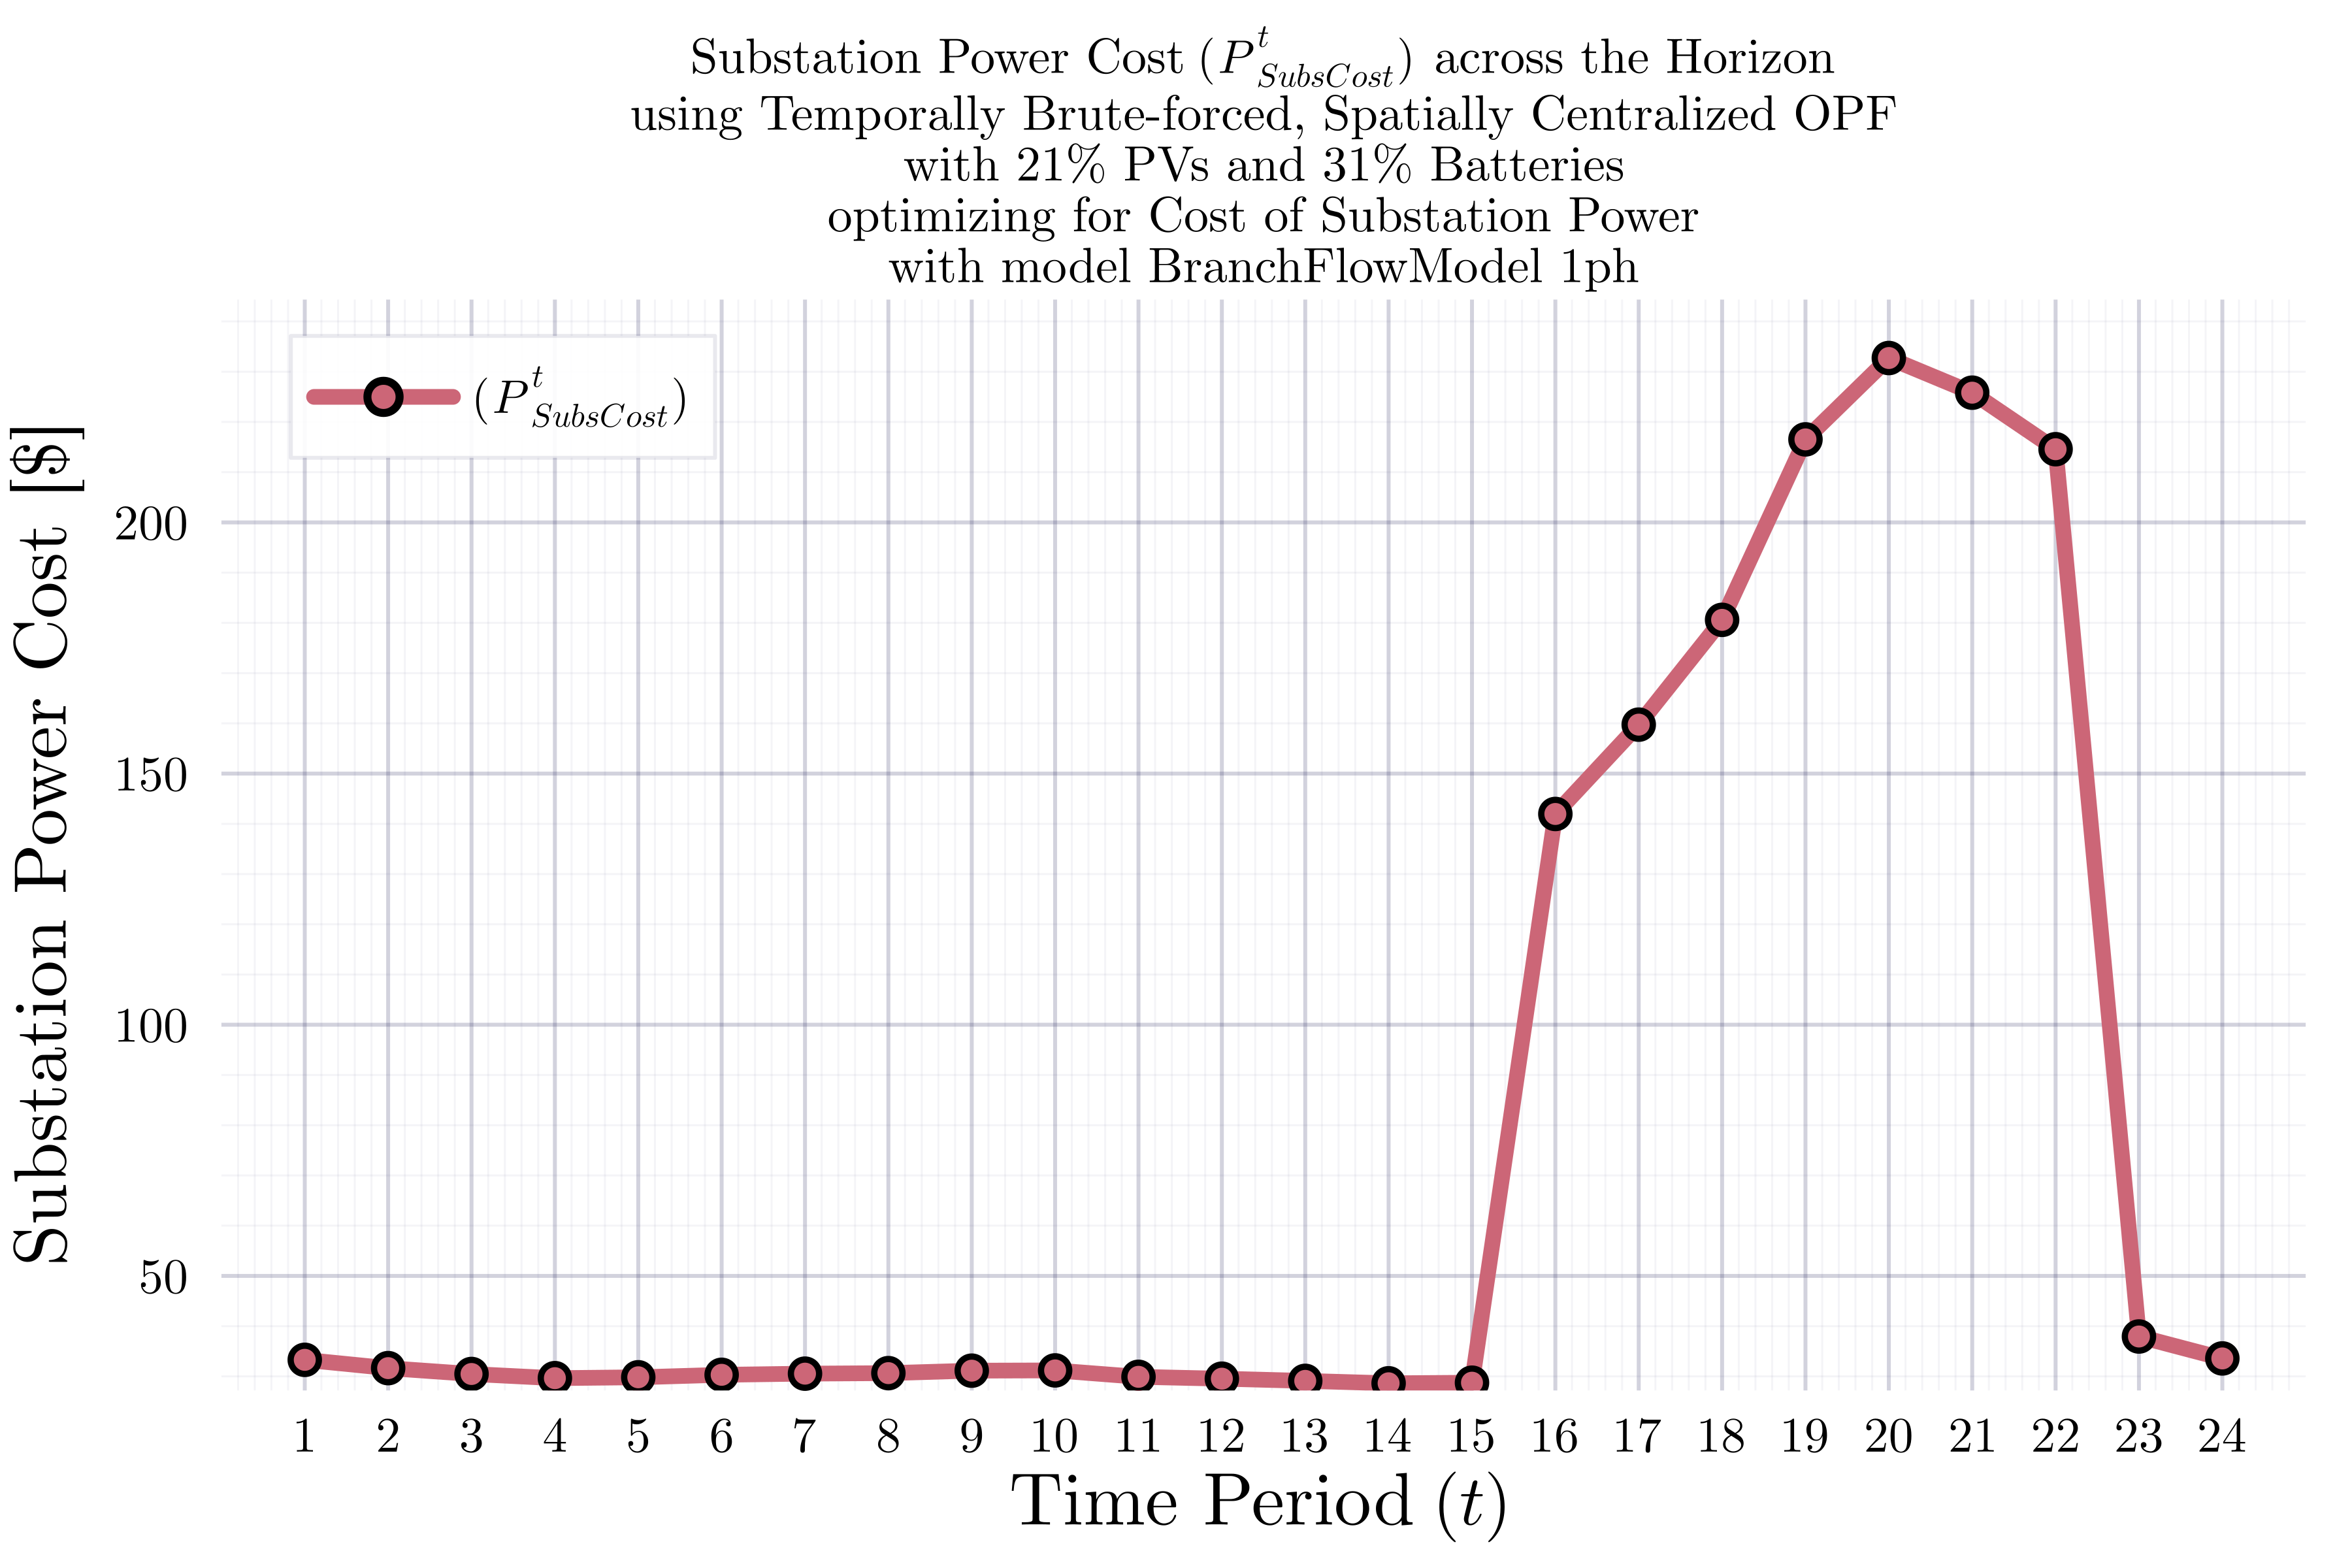 Substation Power Cost (P^t_SubsCost) across the Horizon
using Temporally Brute-forced, Spatially Centralized OPF
with 21% PVs and 31% Batteries
optimizing for Cost of Substation Power
with model BranchFlowModel 1ph
(P^t_SubsCost)
Substation Power Cost [$]
200
150
100
50
1 2 3 4 5 6 7 8 9 10 11 12 13 14 15 16 17 18 19 20 21 22 23 24
Time Period (t)